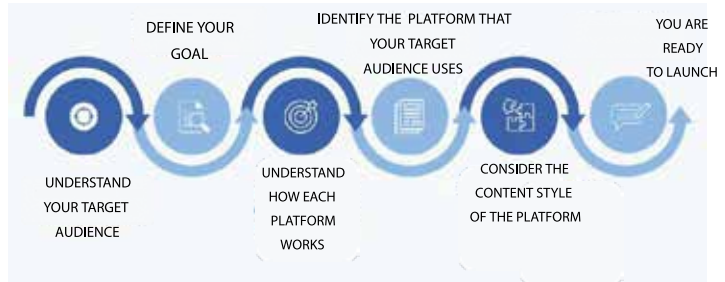 UNDERSTAND
YOUR TARGET
AUDIENCE
DEFINE YOUR
GOAL
UNDERSTAND
HOW EACH
PLATFORM
WORKS
IDENTIFY THE PLATFORM THAT
YOUR TARGET
AUDIENCE USES
CONSIDER THE
CONTENT STYLE
OF THE PLATFORM
YOU ARE
READY
TO LAUNCH